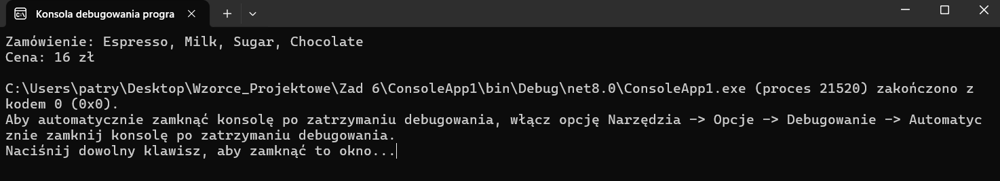 Konsola debugowania progra
Zamówienie: Espresso, Milk, Sugar, Chocolate
Cena: 16 zł
C:\Users\patry\Desktop\Wzorce_Projektowe\Zad 6\ConsoleApp1\bin\Debug\net8.0\ConsoleApp1.exe (proces 21520) zakończono z
kodem 0 (0x0).
Aby automatycznie zamknąć konsolę po zatrzymaniu debugowania, włącz opcję Narzędzia -> Opcje -> Debugowanie -> Automatyc
znie zamknij konsolę po zatrzymaniu debugowania.
Naciśnij dowolny klawisz, aby zamknąć to okno...